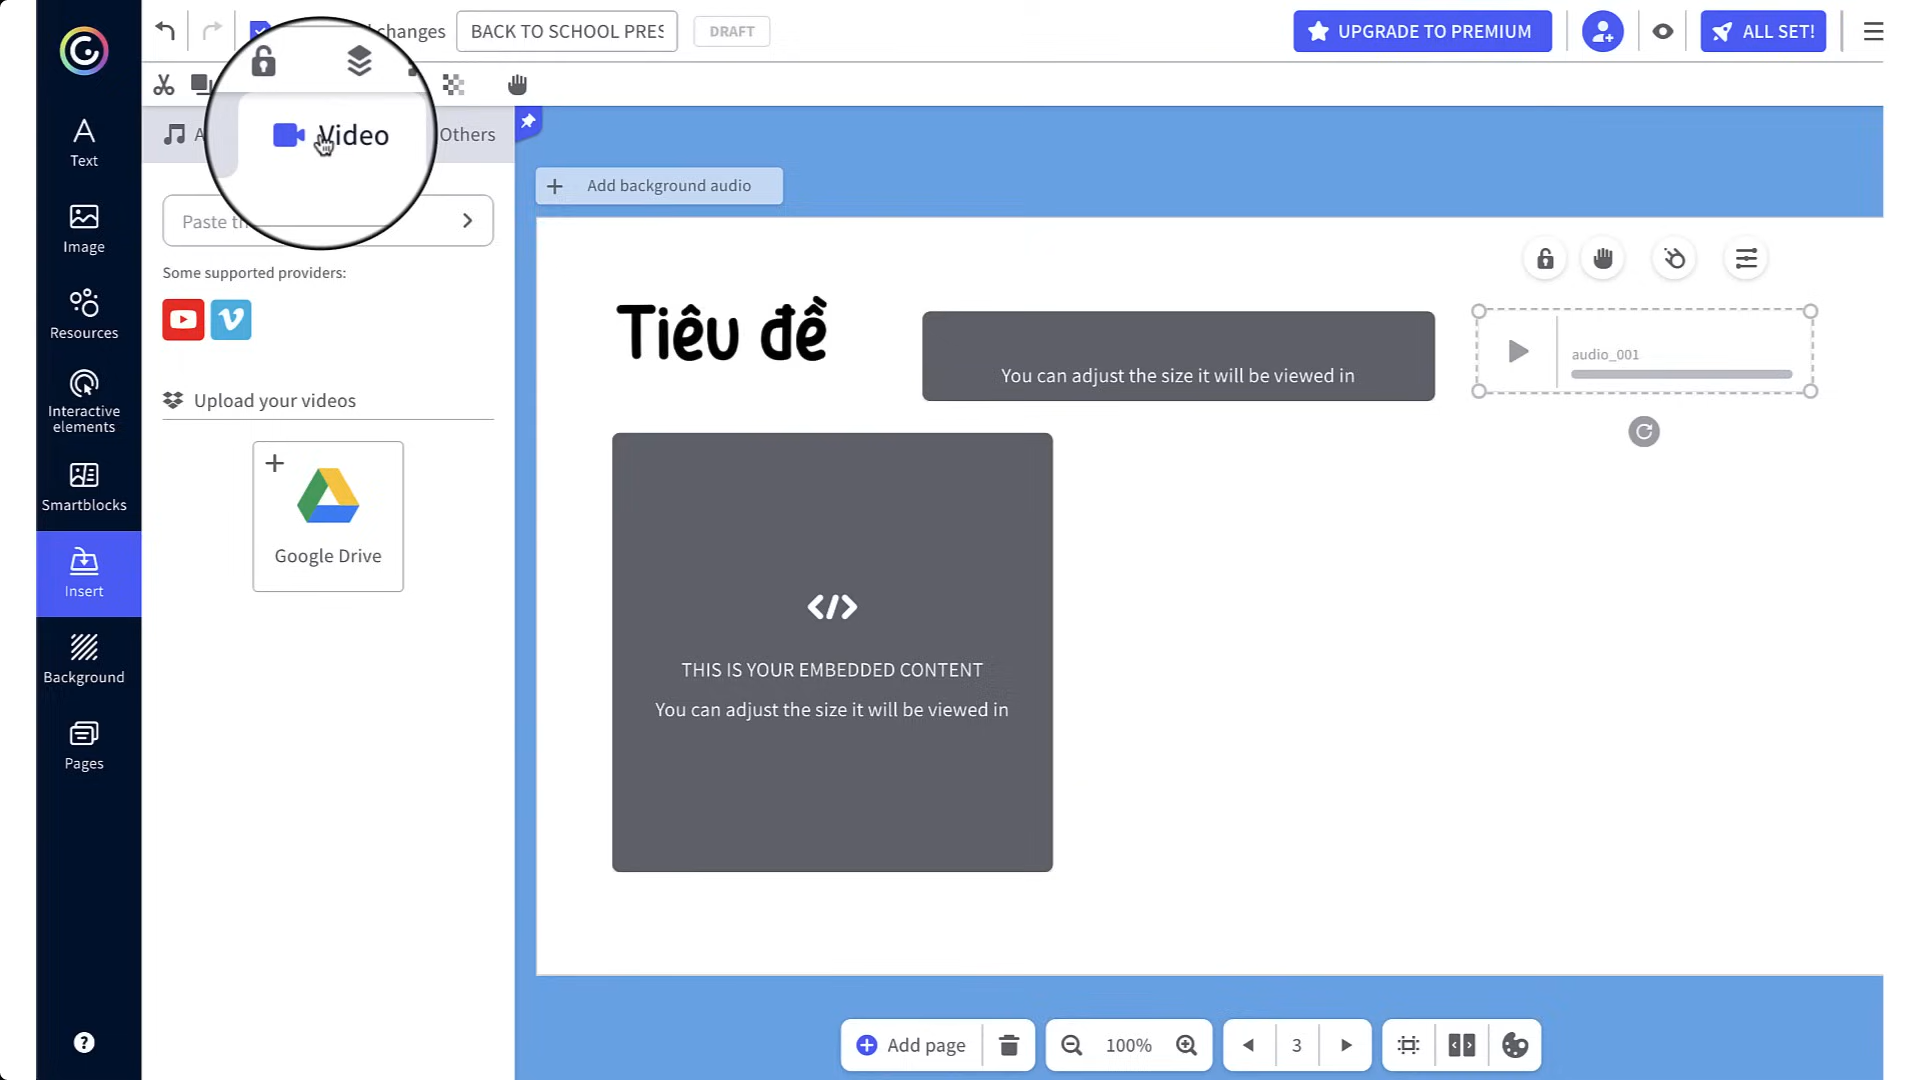 changes
BACK TO SCHOOL PRES
DRAFT
UPGRADE TO PREMIUM
ALL SET!
Video
Others
Paste
Some supported providers:
Upload your videos
Google Drive
Text
Image
Resources
Interactive
elements
Smartblocks
Insert
Background
Pages
Add background audio
Tiêu đề
You can adjust the size it will be viewed in
audio_001
THIS IS YOUR EMBEDDED CONTENT
You can adjust the size it will be viewed in
Add page
100%
3